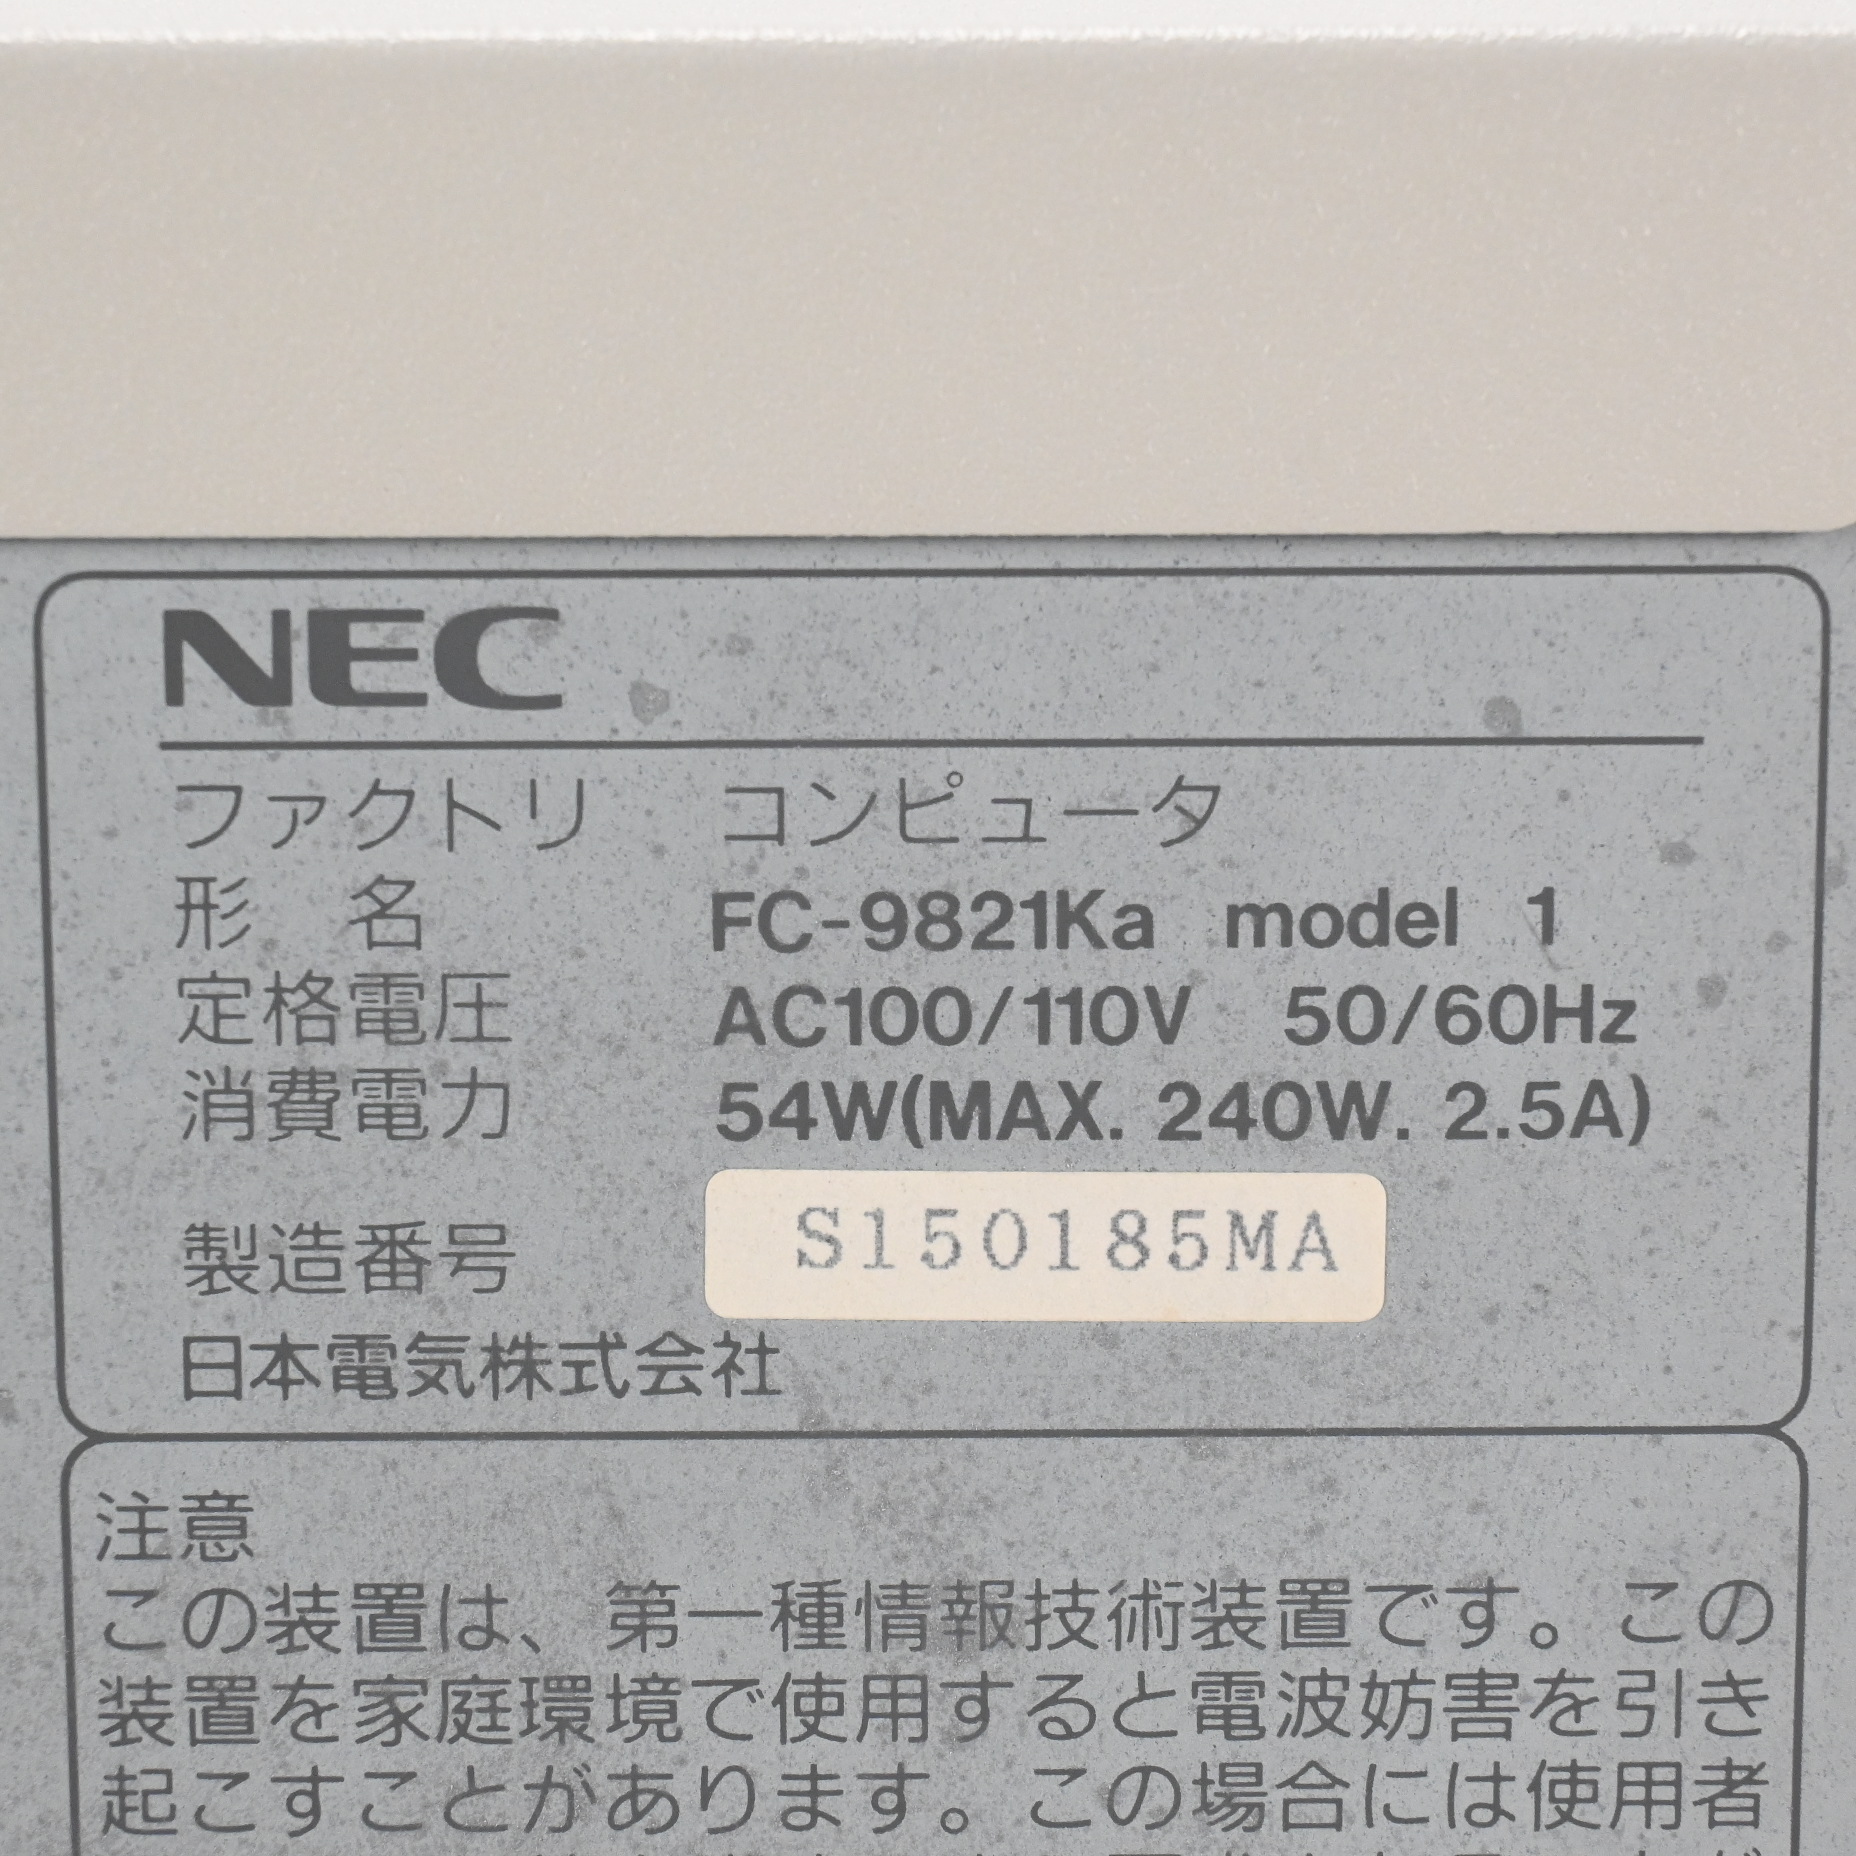 NEC
ファクトリ コンピュータ
形 名 FC-9821Ka model 1
定格電圧 AC100/110V 50/60Hz
消費電力 54W(MAX. 240W. 2.5A)
製造番号 S150185MA
日本電気株式会社
注意
この装置は、第一種情報技術装置です。この
装置を家庭環境で使用すると電波妨害を引き
起こすことがあります。この場合には使用者